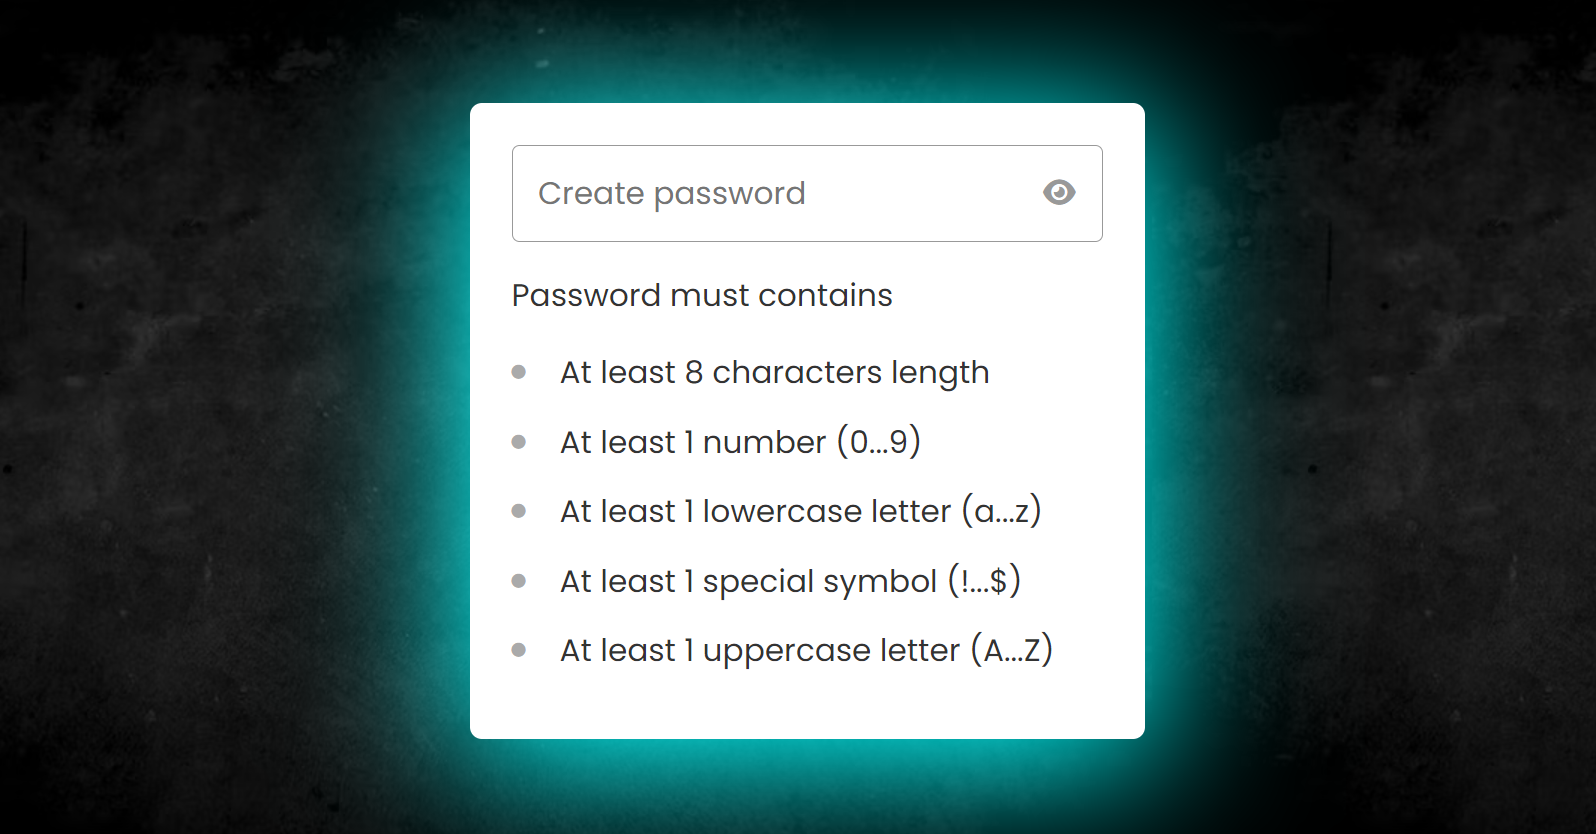 Create password
Password must contains
At least 8 characters length
At least 1 number (0...9)
At least 1 lowercase letter (a...z)
At least 1 special symbol (!...$)
At least 1 uppercase letter (A...Z)